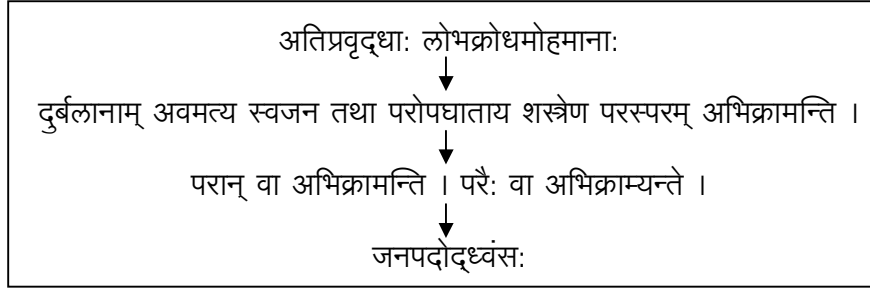 अतिप्रवृद्‌धा: लोभक्रोधमोहमाना:
दुर्बलानाम् अवमत्य स्वजन तथा परोपघाताय शस्त्रेण परस्परम् अभिक्रामन्ति ।
परान् वा अभिक्रामन्ति । परै: वा अभिक्राम्यन्ते ।
जनपदोद्‌ध्वंस: